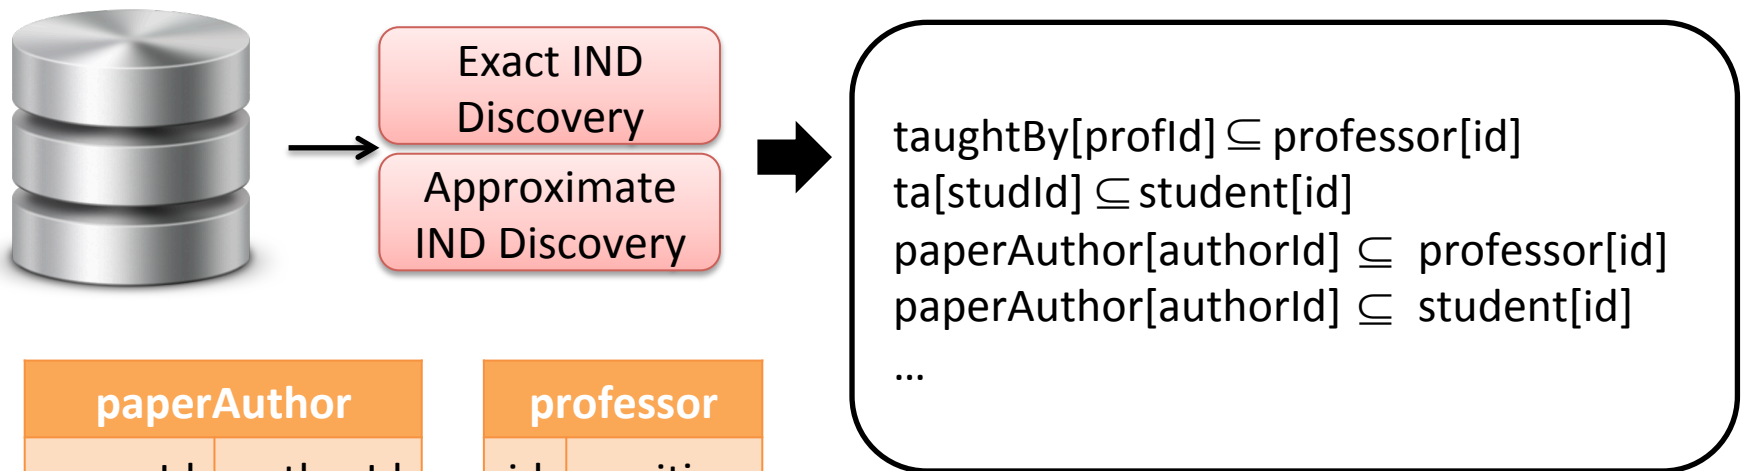 Exact IND
Discovery
Approximate
IND Discovery
taughtBy[profId] ⊆ professor[id]
ta[studId] ⊆ student[id]
paperAuthor[authorId] ⊆ professor[id]
paperAuthor[authorId] ⊆ student[id]
...
paperAuthor
professor